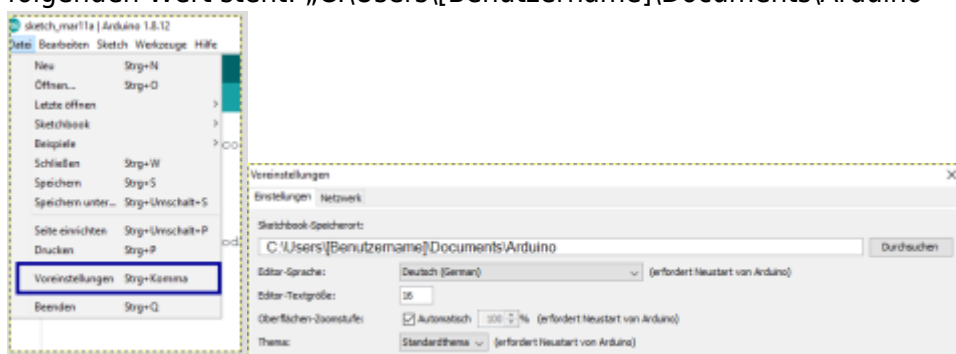 folgenden Wert steht: „C:\Users\[Benutzername]\Documents\Arduino
sketch_mar11a | Arduino 1.8.12
Datei Bearbeiten Sketch Werkzeuge Hilfe
Neu Strg+N
Öffnen... Strg+O
Letzte öffnen >
Sketchbook >
Beispiele >
Schließen Strg+W
Speichern Strg+S
Speichern unter... Strg+Umschalt+S
Seite einrichten Strg+Umschalt+P
Drucken Strg+P
Voreinstellungen Strg+Komma
Beenden Strg+Q
co
od
Voreinstellungen
Einstellungen Netzwerk
Sketchbook-Speicherort:
C:\Users\[Benutzername]\Documents\Arduino Durchsuchen
Editor-Sprache: Deutsch (German) (erfordert Neustart von Arduino)
Editor-Textgröße: 16
Oberflächen-Zoomstufe: Automatisch 100 % (erfordert Neustart von Arduino)
Thema: Standardthema (erfordert Neustart von Arduino)